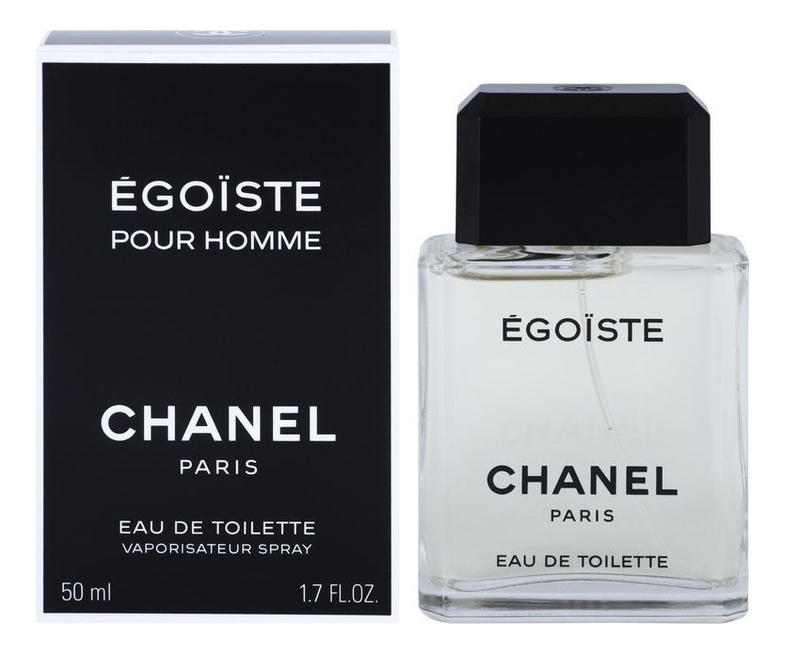 ÉGOÏSTE
POUR HOMME
CHANEL
PARIS
EAU DE TOILETTE
VAPORISATEUR SPRAY
50 ml
1.7 FL.OZ.
ÉGOÏSTE
CHANEL
PARIS
EAU DE TOILETTE